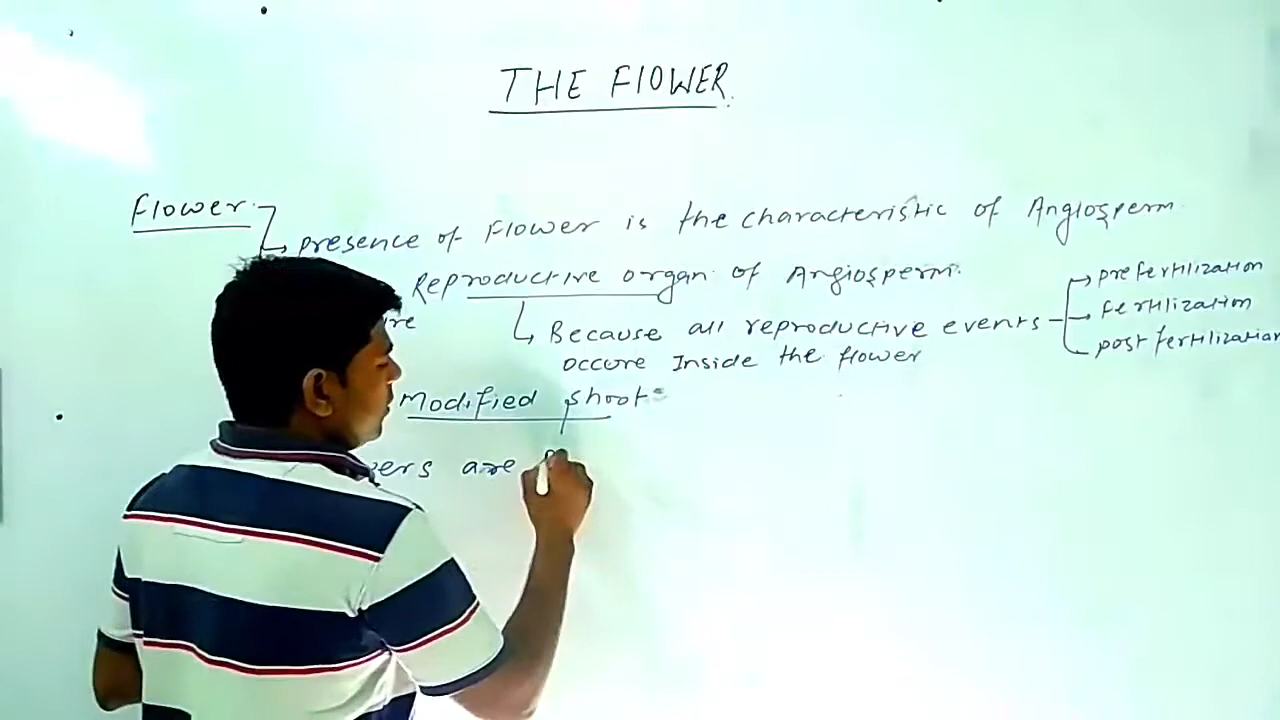 THE FlOWER.
Flower.
presence of Flower is the characteristic of Angiosperm
Reproductive organ of Angiosperm.
Because all reproductive events
occure Inside the flower
prefertilization
fertilization
post fertilization
Modified shoot
are